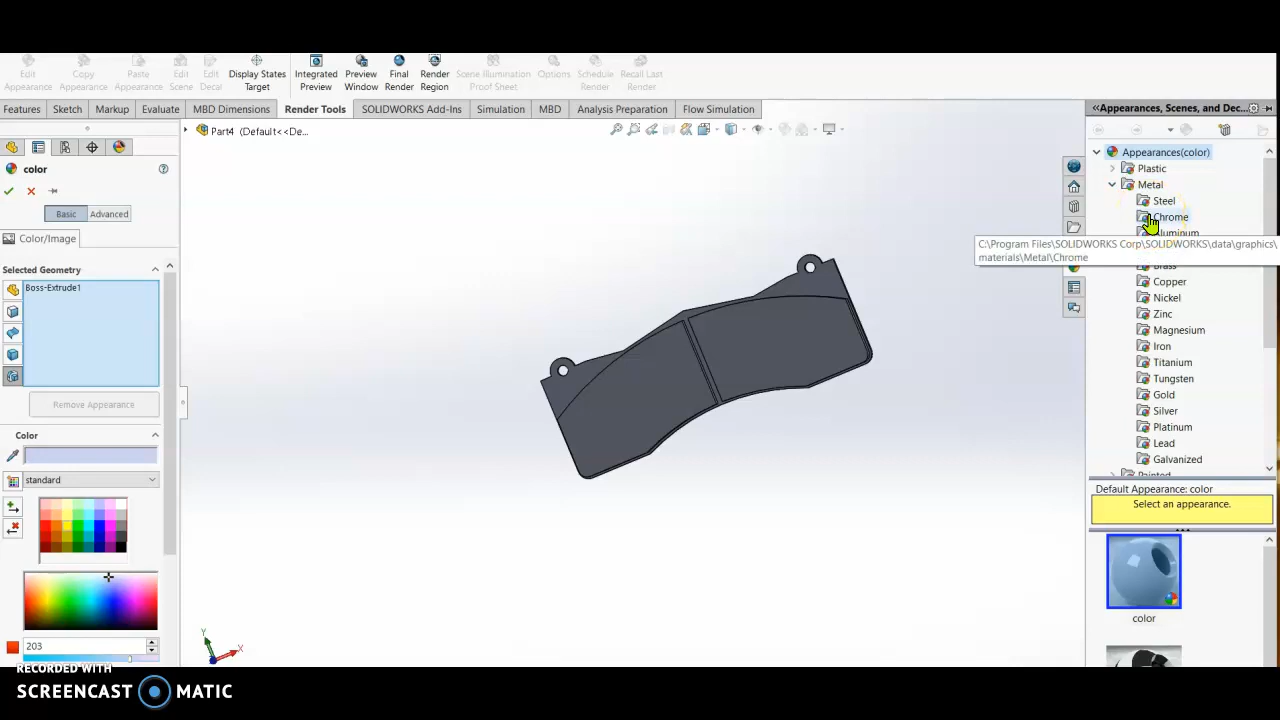 Edit Appearance
Copy Appearance
Paste Appearance
Edit Scene
Edit Decal
Display States Target
Integrated Preview
Preview Window
Final Render
Render Region
Scene Illumination Proof Sheet
Options
Schedule Render
Recall Last Render
Features Sketch Markup Evaluate MBD Dimensions Render Tools SOLIDWORKS Add-Ins Simulation MBD Analysis Preparation Flow Simulation
Part4 (Default<<De...
color
Basic Advanced
Color/Image
Selected Geometry
Boss-Extrude1
Remove Appearance
Color
standard
203
RECORDED WITH
SCREENCAST MATIC
Y
X
Appearances, Scenes, and Dec...
Appearances(color)
Plastic
Metal
Steel
Chrome
Aluminum
C:\Program Files\SOLIDWORKS Corp\SOLIDWORKS\data\graphics\
materials\Metal\Chrome
Brass
Copper
Nickel
Zinc
Magnesium
Iron
Titanium
Tungsten
Gold
Silver
Platinum
Lead
Galvanized
Painted
Default Appearance: color
Select an appearance.
color